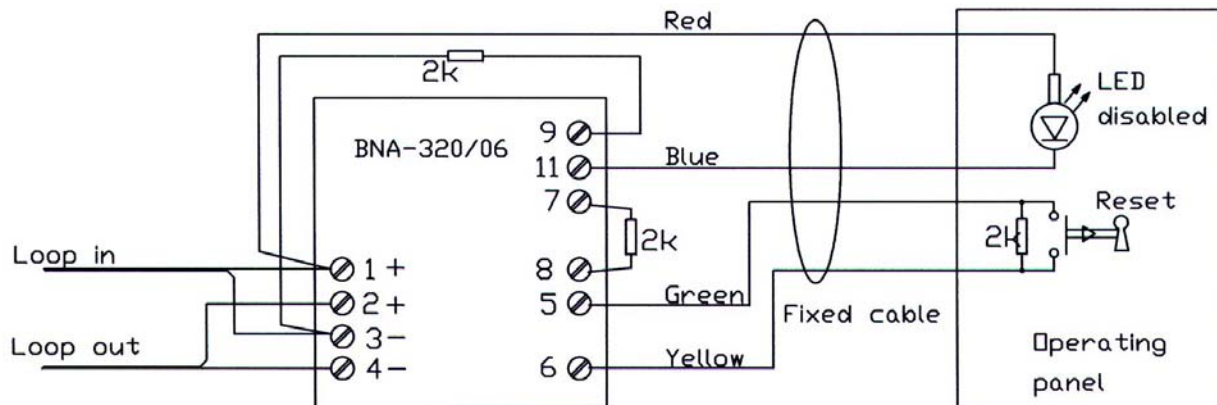 Red
2k
LED
disabled
BNA-320/06
9
11
Blue
7
Reset
2k
2k
Loop in
1+
8
2+
5
Green
Fixed cable
3-
Loop out
4-
6
Yellow
Operating
panel